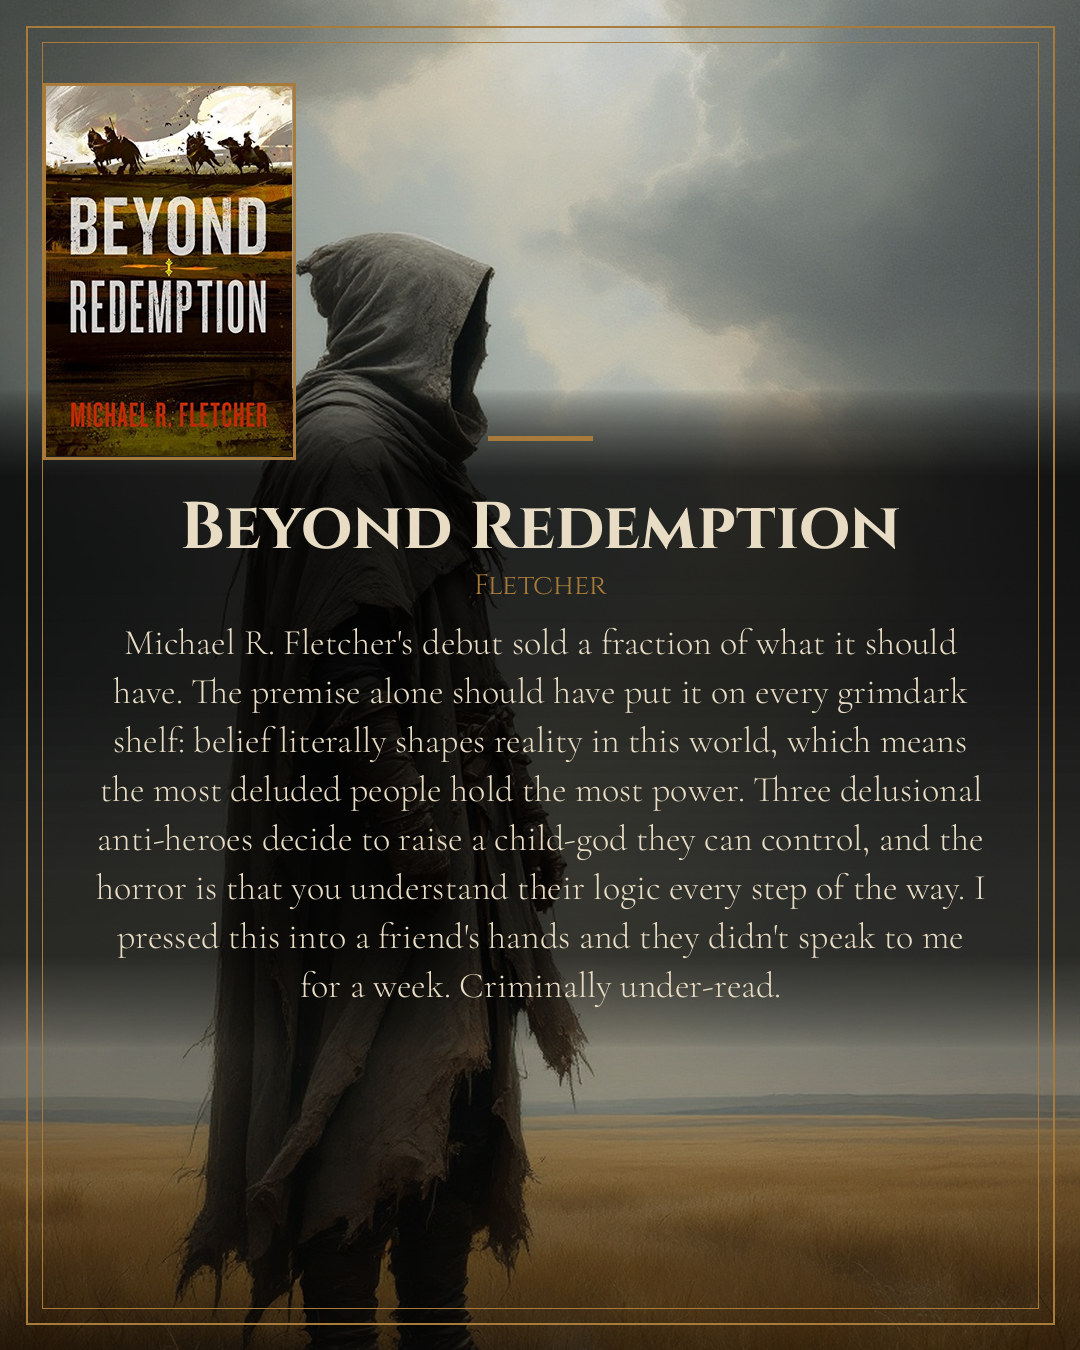 BEYOND
REDEMPTION
MICHAEL R. FLETCHER
Beyond Redemption
Fletcher
Michael R. Fletcher's debut sold a fraction of what it should
have. The premise alone should have put it on every grimdark
shelf: belief literally shapes reality in this world, which means
the most deluded people hold the most power. Three delusional
anti-heroes decide to raise a child-god they can control, and the
horror is that you understand their logic every step of the way. I
pressed this into a friend's hands and they didn't speak to me
for a week. Criminally under-read.